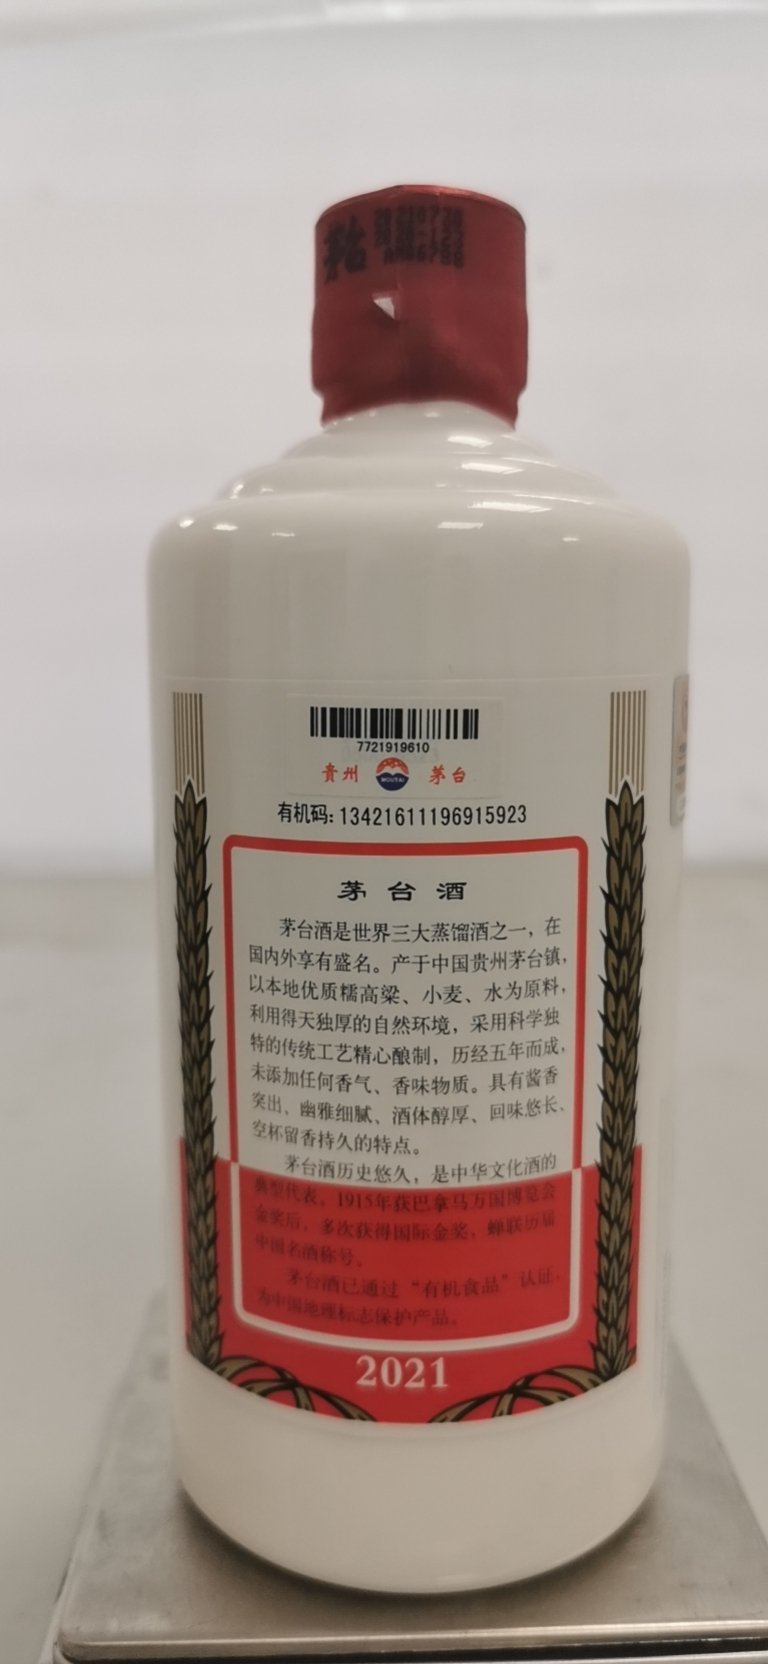 茅台
7721919610
贵州 MOUTAI 茅台
有机码:13421611196915923
茅台酒
茅台酒是世界三大蒸馏酒之一，在
国内外享有盛名。产于中国贵州茅台镇，
以本地优质糯高粱、小麦、水为原料，
利用得天独厚的自然环境，采用科学独
特的传统工艺精心酿制，历经五年而成，
未添加任何香气、香味物质。具有酱香
突出、幽雅细腻、酒体醇厚、回味悠长、
空杯留香持久的特点。
茅台酒历史悠久，是中华文化酒的
典型代表。1915年获巴拿马万国博览会
金奖后，多次获得国际金奖，蝉联历届
中国名酒称号。
茅台酒已通过“有机食品”认证，
为中国地理标志保护产品。
2021